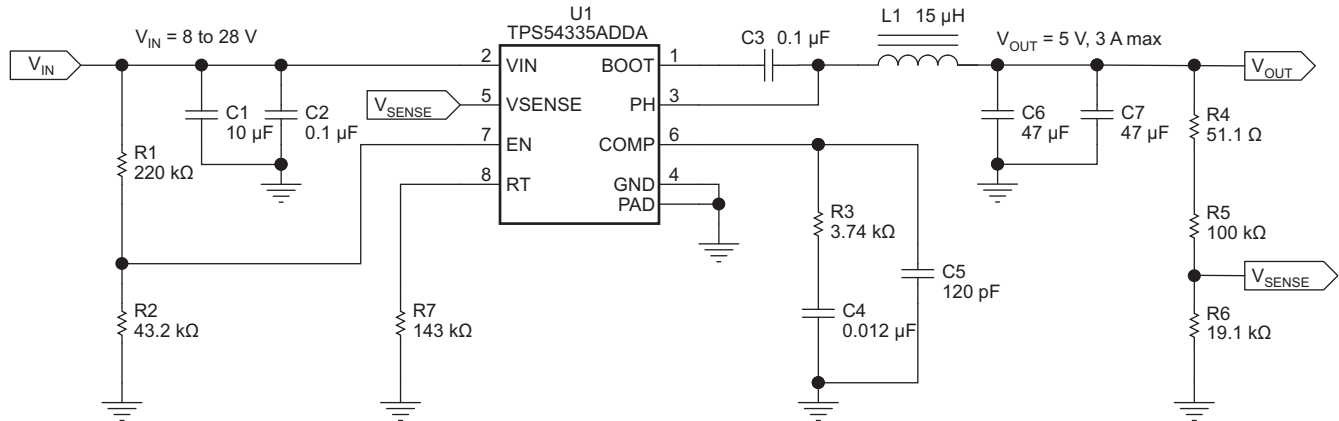 U1
TPS54335ADDA
L1 15 µH
V_IN = 8 to 28 V
C3 0.1 µF
V_OUT = 5 V, 3 A max
V_IN
2
VIN
BOOT
1
V_OUT
V_SENSE
5
VSENSE
PH
3
C1
10 µF
C2
0.1 µF
C6
47 µF
C7
47 µF
R4
51.1 Ω
7
EN
COMP
6
R1
220 kΩ
8
RT
GND
4
PAD
R3
3.74 kΩ
R5
100 kΩ
C5
120 pF
V_SENSE
R2
43.2 kΩ
R7
143 kΩ
C4
0.012 µF
R6
19.1 kΩ